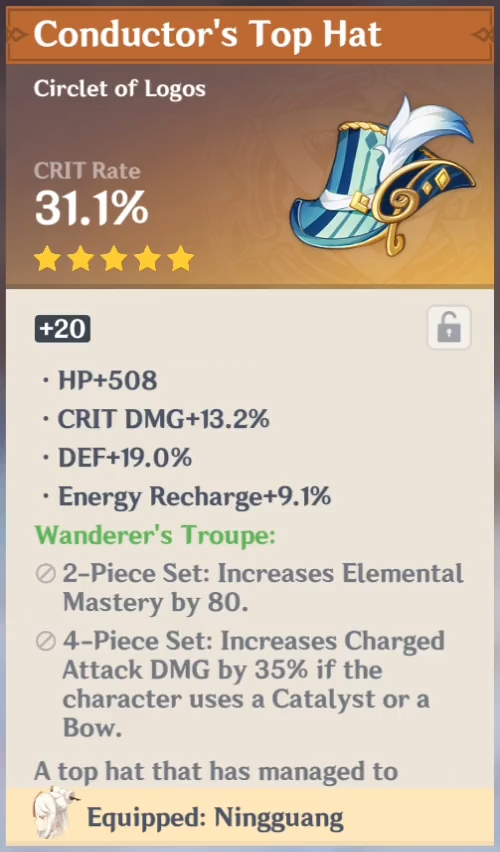 Conductor's Top Hat
Circlet of Logos
CRIT Rate
31.1%
+20
· HP+508
· CRIT DMG+13.2%
· DEF+19.0%
· Energy Recharge+9.1%
Wanderer's Troupe:
2-Piece Set: Increases Elemental
Mastery by 80.
4-Piece Set: Increases Charged
Attack DMG by 35% if the
character uses a Catalyst or a
Bow.
A top hat that has managed to
Equipped: Ningguang